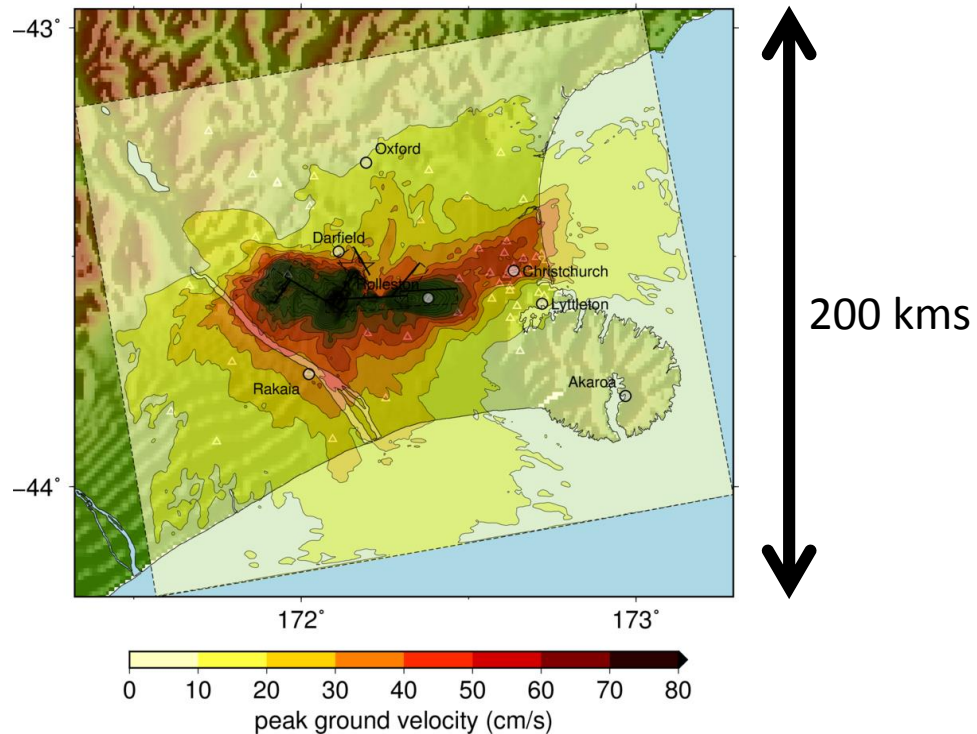 −43°
Oxford
Darfield
Rolleston
Christchurch
Lyttleton
200 kms
Rakaia
Akaroa
−44°
172°
173°
0 10 20 30 40 50 60 70 80
peak ground velocity (cm/s)